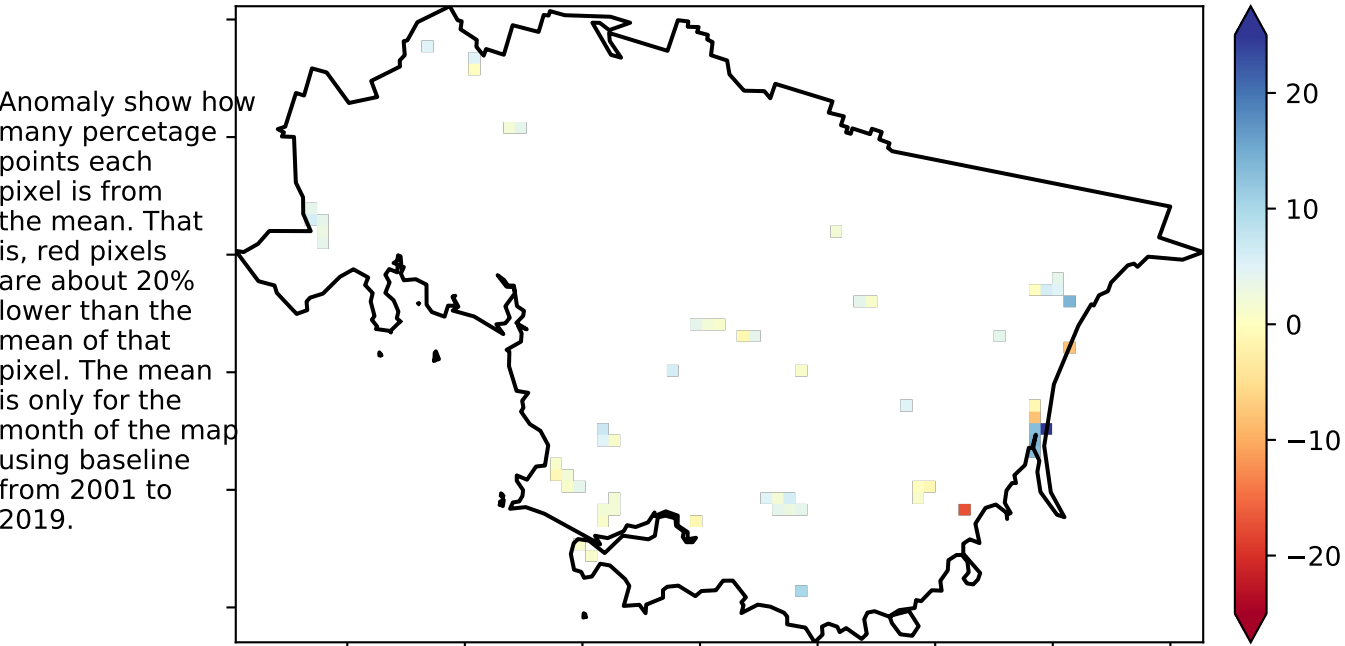 Anomaly show how
many percetage
points each
pixel is from
the mean. That
is, red pixels
are about 20%
lower than the
mean of that
pixel. The mean
is only for the
month of the map
using baseline
from 2001 to
2019.
20
10
0
−10
−20